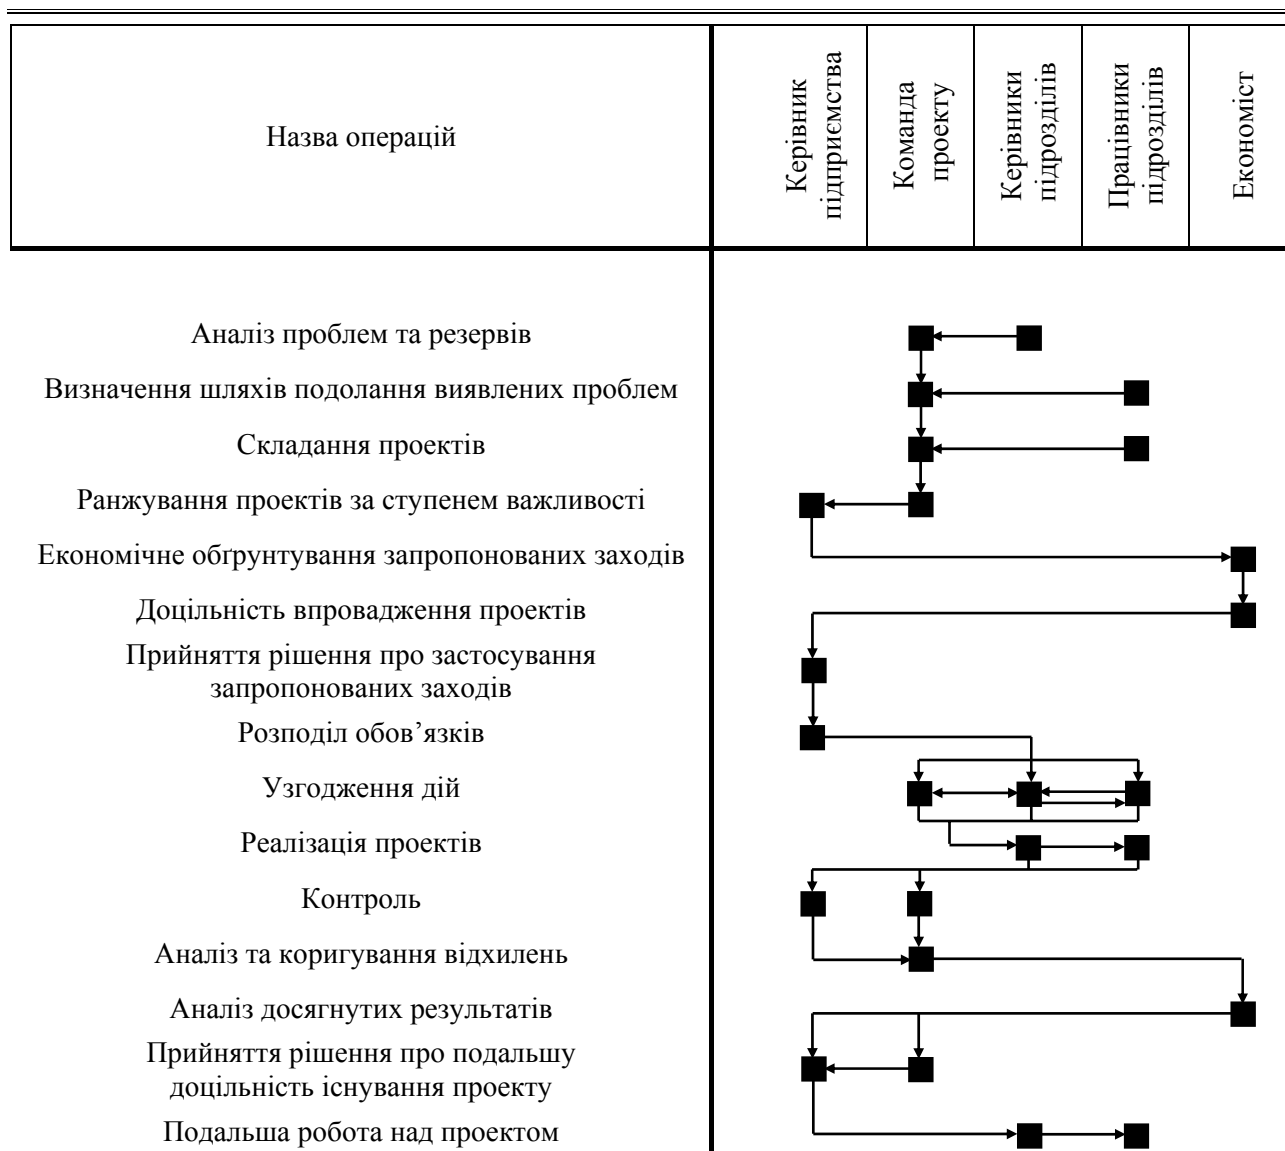 Назва операцій
Керівник
підприємства
Команда
проекту
Керівники
підрозділів
Працівники
підрозділів
Економіст
Аналіз проблем та резервів
Визначення шляхів подолання виявлених проблем
Складання проектів
Ранжування проектів за ступенем важливості
Економічне обґрунтування запропонованих заходів
Доцільність впровадження проектів
Прийняття рішення про застосування
запропонованих заходів
Розподіл обов’язків
Узгодження дій
Реалізація проектів
Контроль
Аналіз та коригування відхилень
Аналіз досягнутих результатів
Прийняття рішення про подальшу
доцільність існування проекту
Подальша робота над проектом